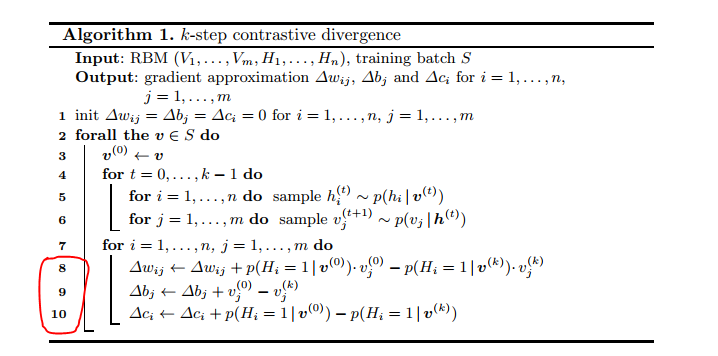 Algorithm 1. k-step contrastive divergence
Input: RBM (V₁, . . . , Vₘ, H₁, . . . , Hₙ), training batch S
Output: gradient approximation Δwᵢⱼ, Δbⱼ and Δcᵢ for i = 1, . . . , n,
j = 1, . . . , m
1 init Δwᵢⱼ = Δbⱼ = Δcᵢ = 0 for i = 1, . . . , n, j = 1, . . . , m
2 forall the v ∈ S do
3 v⁽⁰⁾ ← v
4 for t = 0, . . . , k − 1 do
5 for i = 1, . . . , n do sample hᵢ⁽ᵗ⁾ ∼ p(hᵢ | v⁽ᵗ⁾)
6 for j = 1, . . . , m do sample vⱼ⁽ᵗ⁺¹⁾ ∼ p(vⱼ | h⁽ᵗ⁾)
7 for i = 1, . . . , n, j = 1, . . . , m do
8 Δwᵢⱼ ← Δwᵢⱼ + p(Hᵢ = 1 | v⁽⁰⁾)· vⱼ⁽⁰⁾ − p(Hᵢ = 1 | v⁽ᵏ⁾)· vⱼ⁽ᵏ⁾
9 Δbⱼ ← Δbⱼ + vⱼ⁽⁰⁾ − vⱼ⁽ᵏ⁾
10 Δcᵢ ← Δcᵢ + p(Hᵢ = 1 | v⁽⁰⁾) − p(Hᵢ = 1 | v⁽ᵏ⁾)